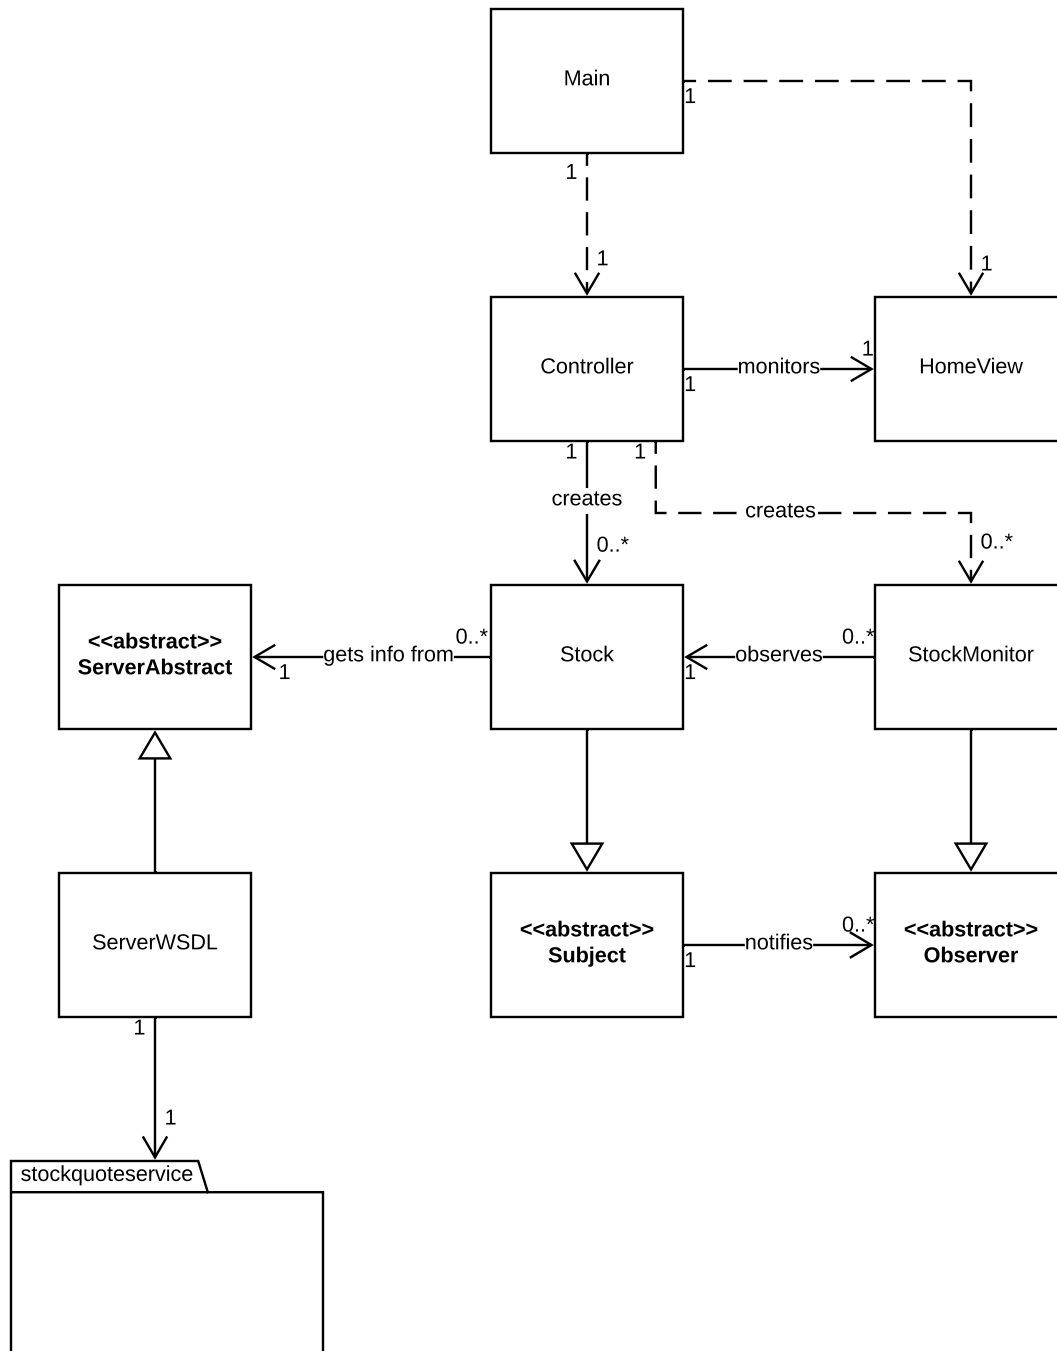 Main
1
1
1
1
Controller
monitors
1
1
HomeView
1
1
creates
creates
0..*
0..*
<<abstract>>
ServerAbstract
gets info from
0..*
1
Stock
observes
0..*
1
StockMonitor
ServerWSDL
<<abstract>>
Subject
notifies
0..*
1
<<abstract>>
Observer
1
1
stockquoteservice